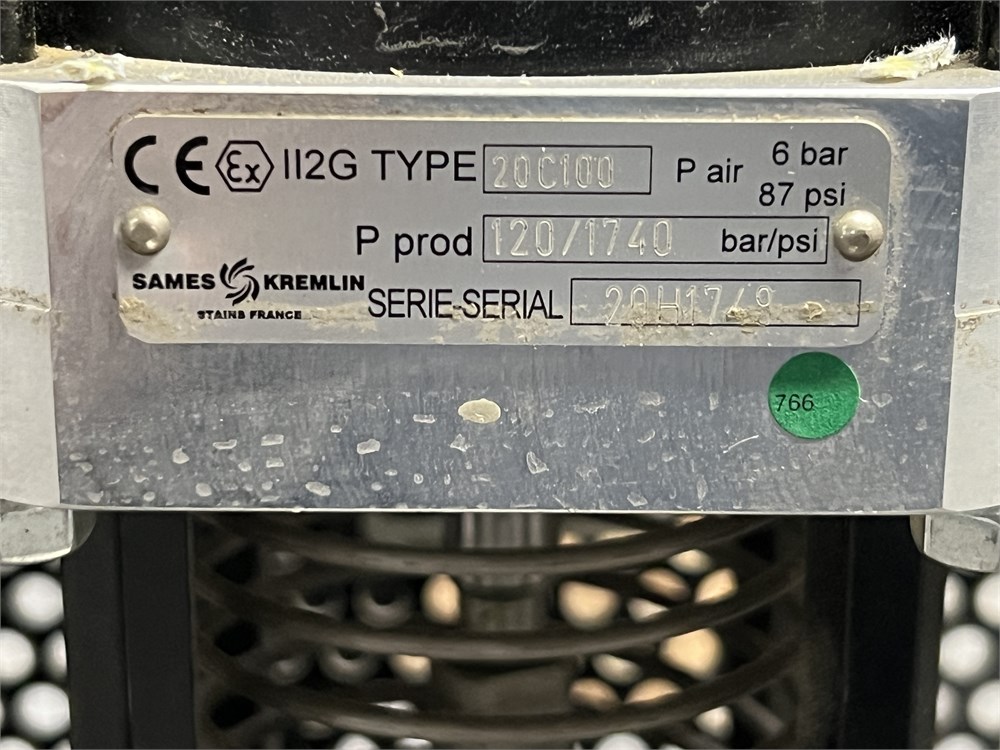 CE Ex II2G TYPE 20C100 P air 6 bar
87 psi
P prod 120/1740 bar/psi
SAMES KREMLIN
STAINS FRANCE
SERIE-SERIAL 20H1749
766